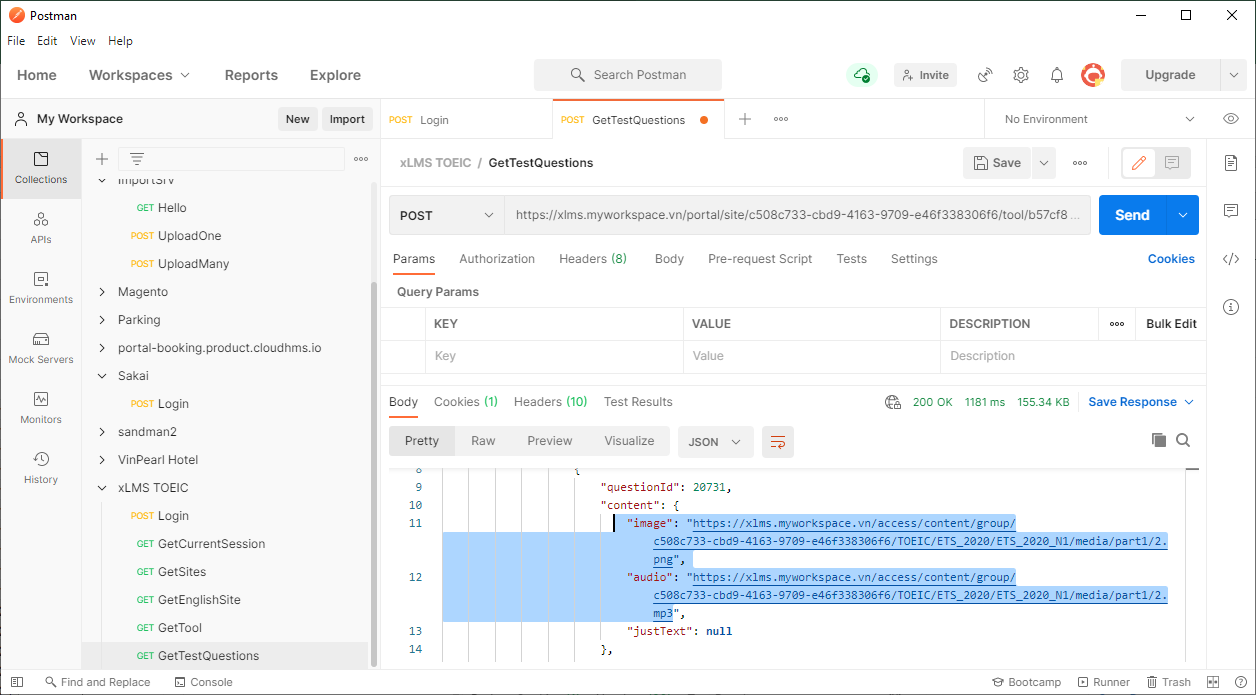 Postman
File Edit View Help
Home Workspaces Reports Explore
Search Postman
Invite
Upgrade
My Workspace
New Import
POST Login
POST GetTestQuestions
No Environment
Collections
APIs
Environments
Mock Servers
Monitors
History
ImportSrv
GET Hello
POST UploadOne
POST UploadMany
Magento
Parking
portal-booking.product.cloudhms.io
Sakai
POST Login
sandman2
VinPearl Hotel
xLMS TOEIC
POST Login
GET GetCurrentSession
GET GetSites
GET GetEnglishSite
GET GetTool
GET GetTestQuestions
xLMS TOEIC / GetTestQuestions
Save
POST
https://xlms.myworkspace.vn/portal/site/c508c733-cbd9-4163-9709-e46f338306f6/tool/b57cf8 ...
Send
Params Authorization Headers (8) Body Pre-request Script Tests Settings
Cookies
Query Params
KEY VALUE DESCRIPTION
Bulk Edit
Key Value Description
Body Cookies (1) Headers (10) Test Results
200 OK 1181 ms 155.34 KB
Save Response
Pretty Raw Preview Visualize
JSON
8 {
9 "questionId": 20731,
10 "content": {
11 "image": "https://xlms.myworkspace.vn/access/content/group/
c508c733-cbd9-4163-9709-e46f338306f6/TOEIC/ETS_2020/ETS_2020_N1/media/part1/2.
png",
12 "audio": "https://xlms.myworkspace.vn/access/content/group/
c508c733-cbd9-4163-9709-e46f338306f6/TOEIC/ETS_2020/ETS_2020_N1/media/part1/2.
mp3",
13 "justText": null
14 },
Find and Replace Console
Bootcamp Runner Trash